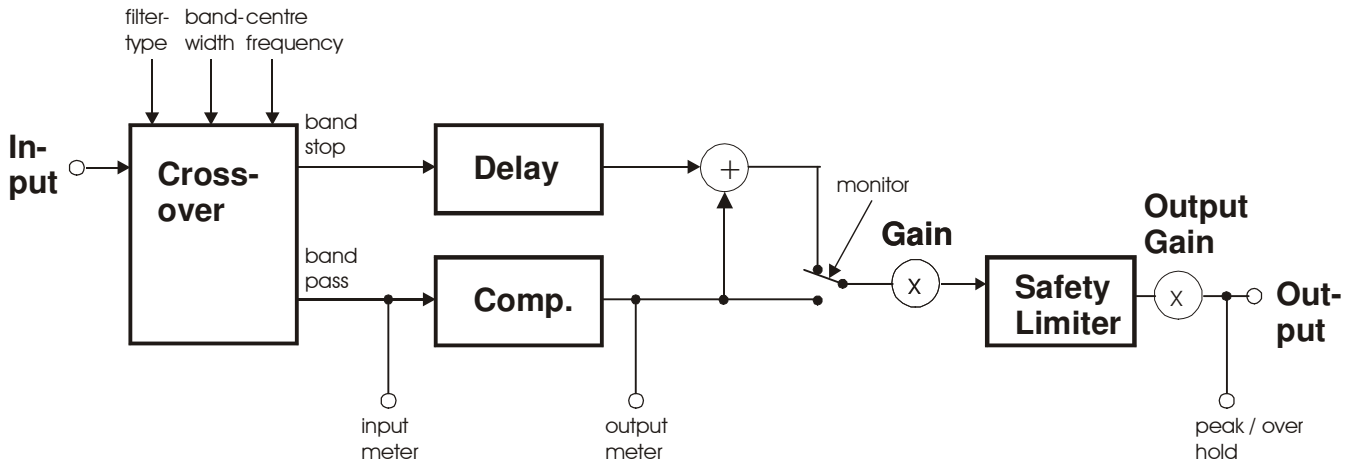 filter-
type
band-
width
centre
frequency
In-
put
Cross-
over
band
stop
Delay
+
monitor
Gain
Output
Gain
band
pass
Comp.
x
Safety
Limiter
x
Out-
put
input
meter
output
meter
peak / over
hold